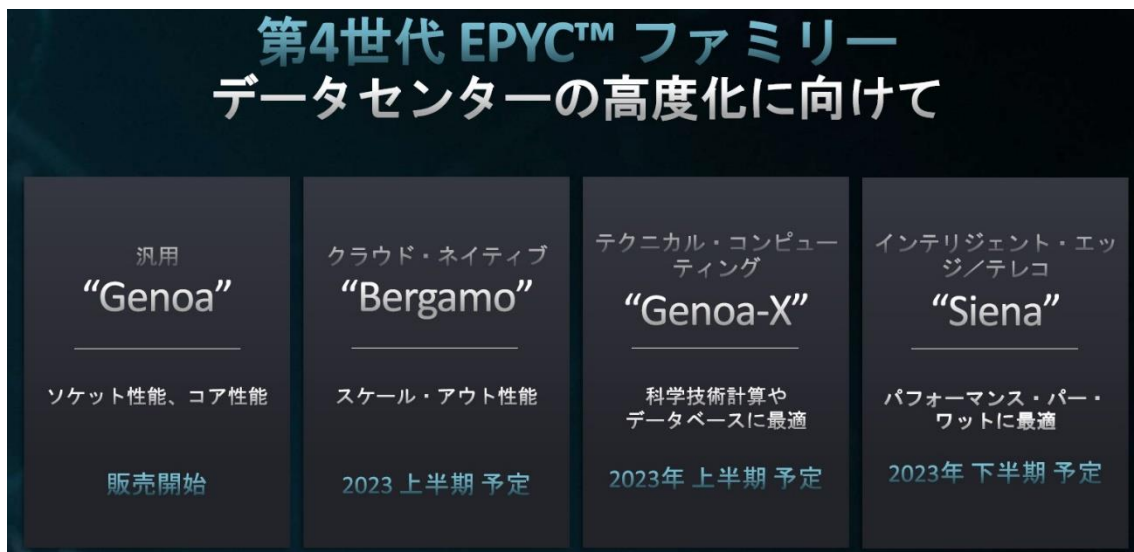 第4世代 EPYC™ ファミリー
データセンターの高度化に向けて
汎用
“Genoa”
ソケット性能、コア性能
販売開始
クラウド・ネイティブ
“Bergamo”
スケール・アウト性能
2023 上半期 予定
テクニカル・コンピュー
ティング
“Genoa-X”
科学技術計算や
データベースに最適
2023年 上半期 予定
インテリジェント・エッ
ジ／テレコ
“Siena”
パフォーマンス・パー・
ワットに最適
2023年 下半期 予定